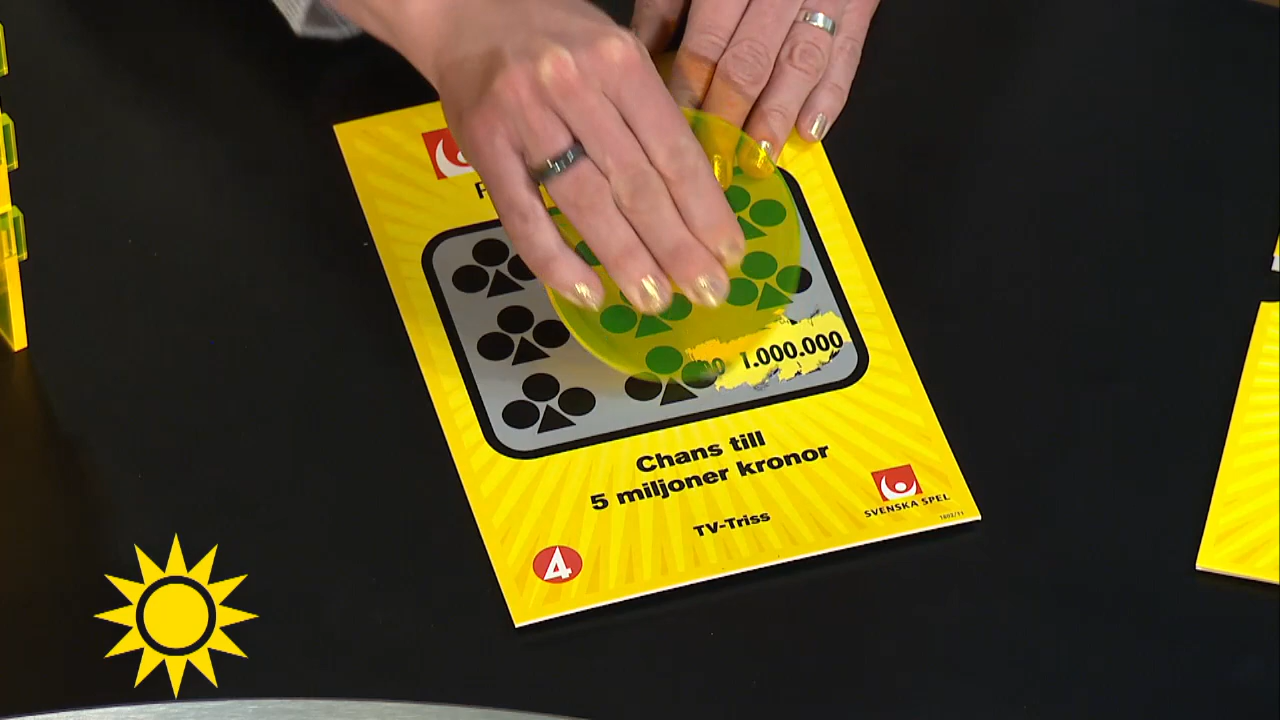 1.000.000
Chans till
5 miljoner kronor
TV-Triss
SVENSKA SPEL
4